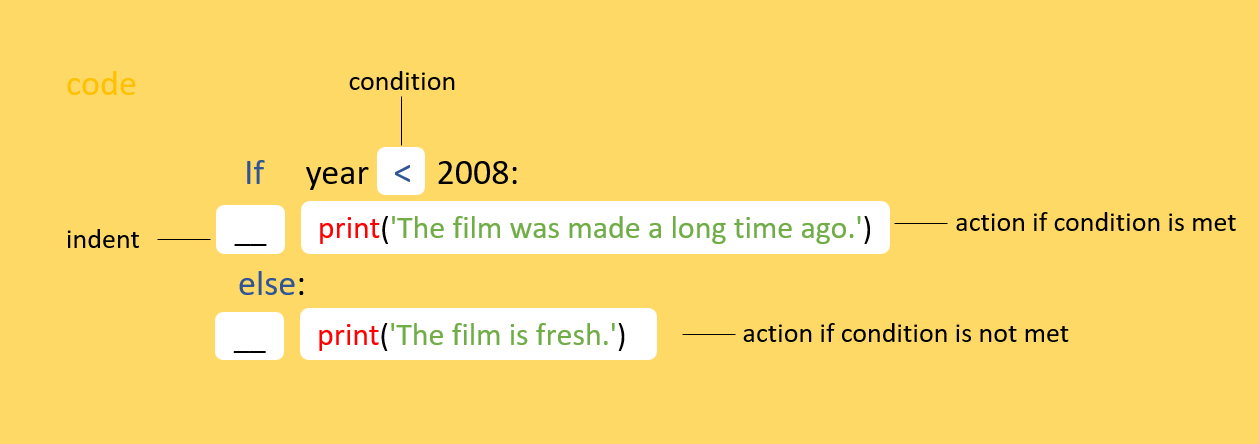 code
condition
If year < 2008:
indent __ print('The film was made a long time ago.') action if condition is met
else:
__ print('The film is fresh.') action if condition is not met